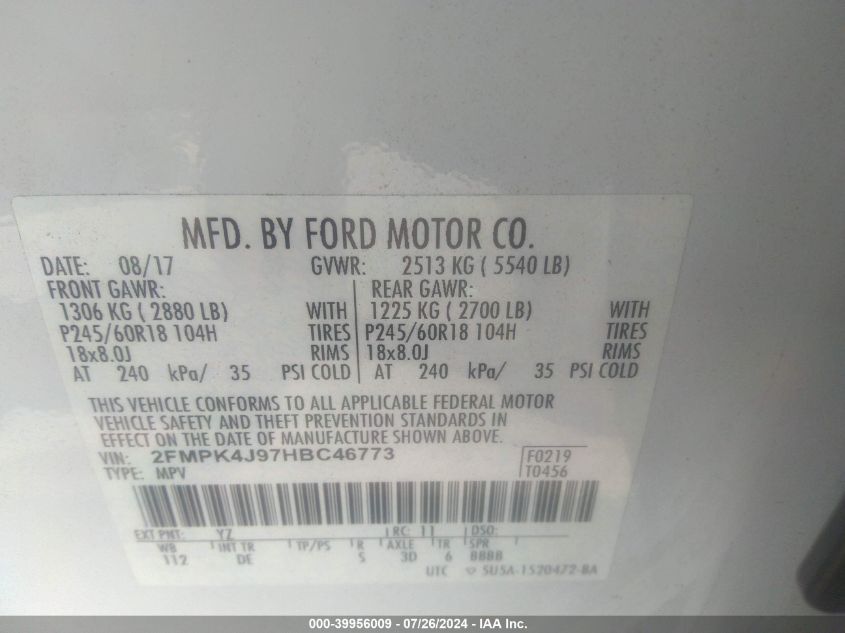 MFD. BY FORD MOTOR CO.
DATE: 08/17 GVWR: 2513 KG ( 5540 LB)
FRONT GAWR: REAR GAWR:
1306 KG ( 2880 LB) WITH 1225 KG ( 2700 LB) WITH
P245/60R18 104H TIRES P245/60R18 104H TIRES
18x8.0J RIMS 18x8.0J RIMS
AT 240 kPa/ 35 PSI COLD AT 240 kPa/ 35 PSI COLD
THIS VEHICLE CONFORMS TO ALL APPLICABLE FEDERAL MOTOR
VEHICLE SAFETY AND THEFT PREVENTION STANDARDS IN
EFFECT ON THE DATE OF MANUFACTURE SHOWN ABOVE.
VIN: 2FMPK4J97HBC46773 F0219
TYPE: MPV T0456
EXT PNT: YZ RC: 11 DSO:
WB INT TR TP/PS R AXLE TR SPR
112 DE S 3D 6 BBBB
UTC 5U5A-1520472-BA
000-39956009 - 07/26/2024 - IAA Inc.